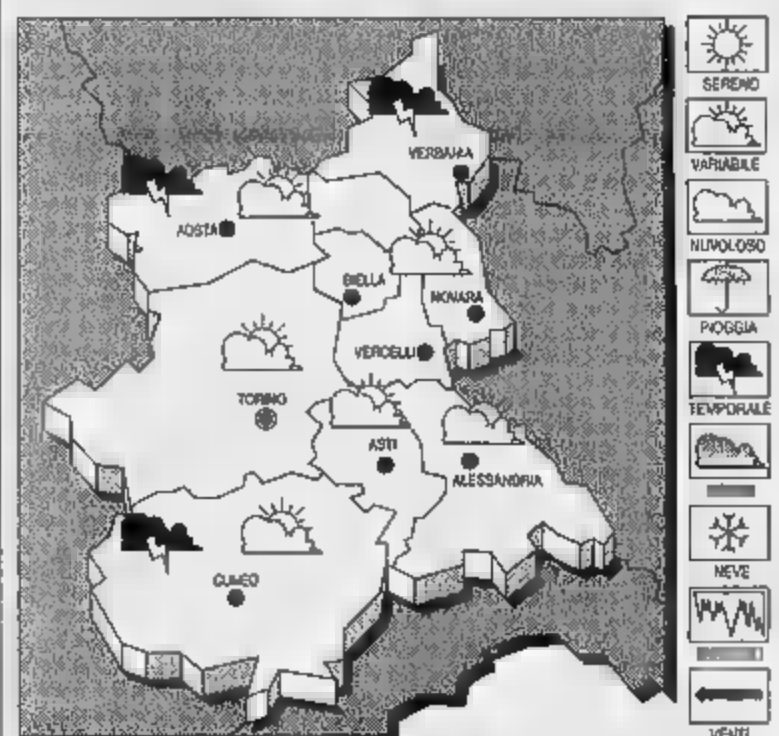 SERENO
VERBANIA
VARIABILE
AOSTA
NUVOLOSO
BIELLA
NOVARA
PIOGGIA
VERCELLI
TORINO
TEMPORALE
ASTI
ALESSANDRIA
NEVE
CUNEO
VENTI